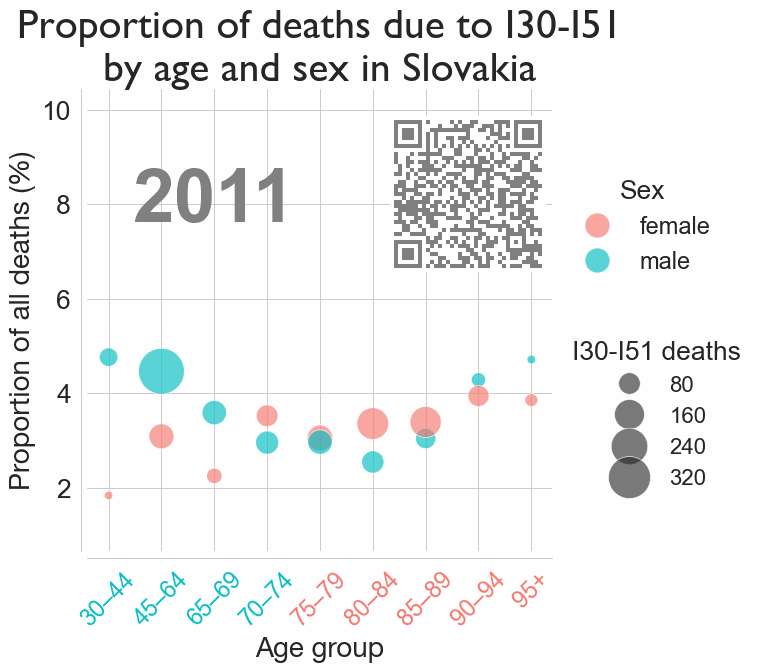 Proportion of deaths due to I30-I51
by age and sex in Slovakia
Proportion of all deaths (%)
10
8
6
4
2
2011
30–44
45–64
65–69
70–74
75–79
80–84
85–89
90–94
95+
Age group
Sex
female
male
I30-I51 deaths
80
160
240
320